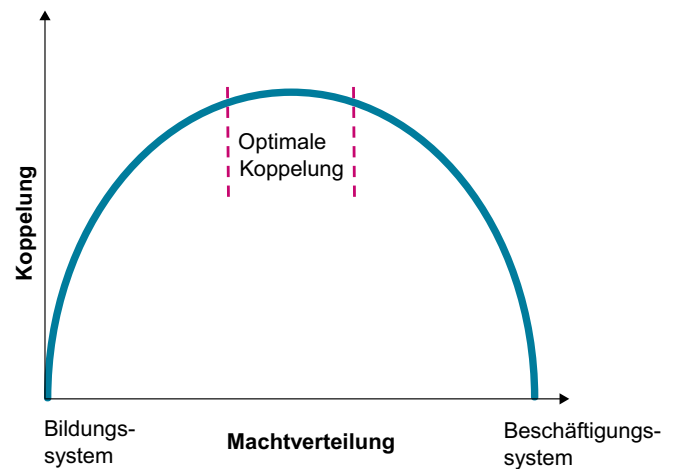 Optimale
Koppelung
Koppelung
Bildungs-
system
Machtverteilung
Beschäftigungs-
system